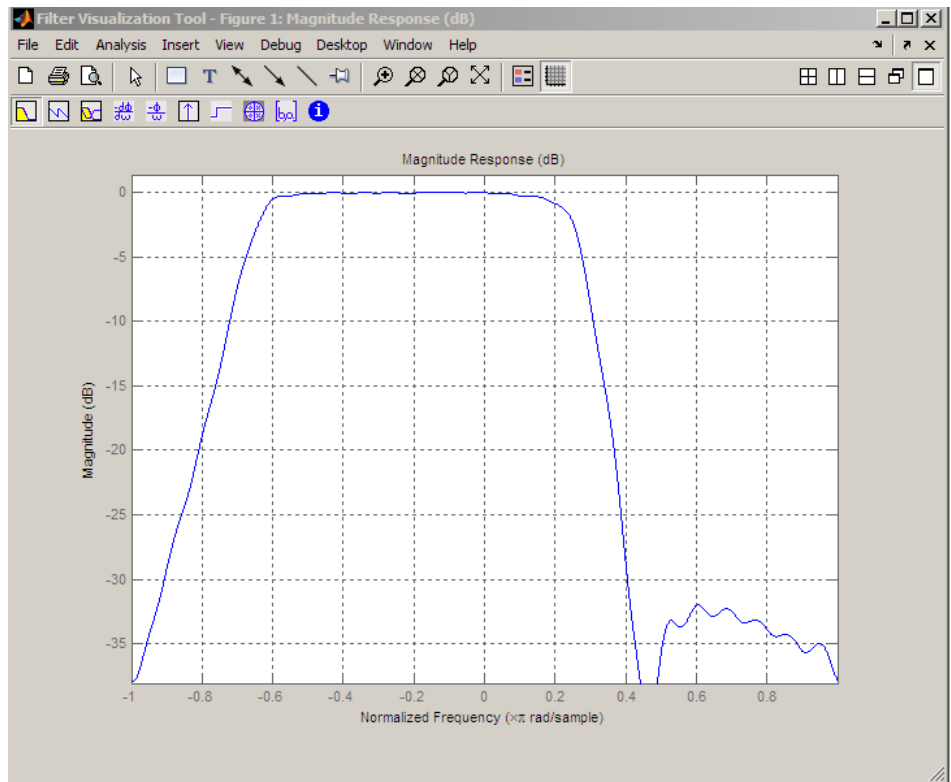 Filter Visualization Tool - Figure 1: Magnitude Response (dB)
File Edit Analysis Insert View Debug Desktop Window Help
T
[b,a]
i
Magnitude Response (dB)
0
-5
-10
-15
-20
-25
-30
-35
Magnitude (dB)
-1 -0.8 -0.6 -0.4 -0.2 0 0.2 0.4 0.6 0.8
Normalized Frequency (×π rad/sample)